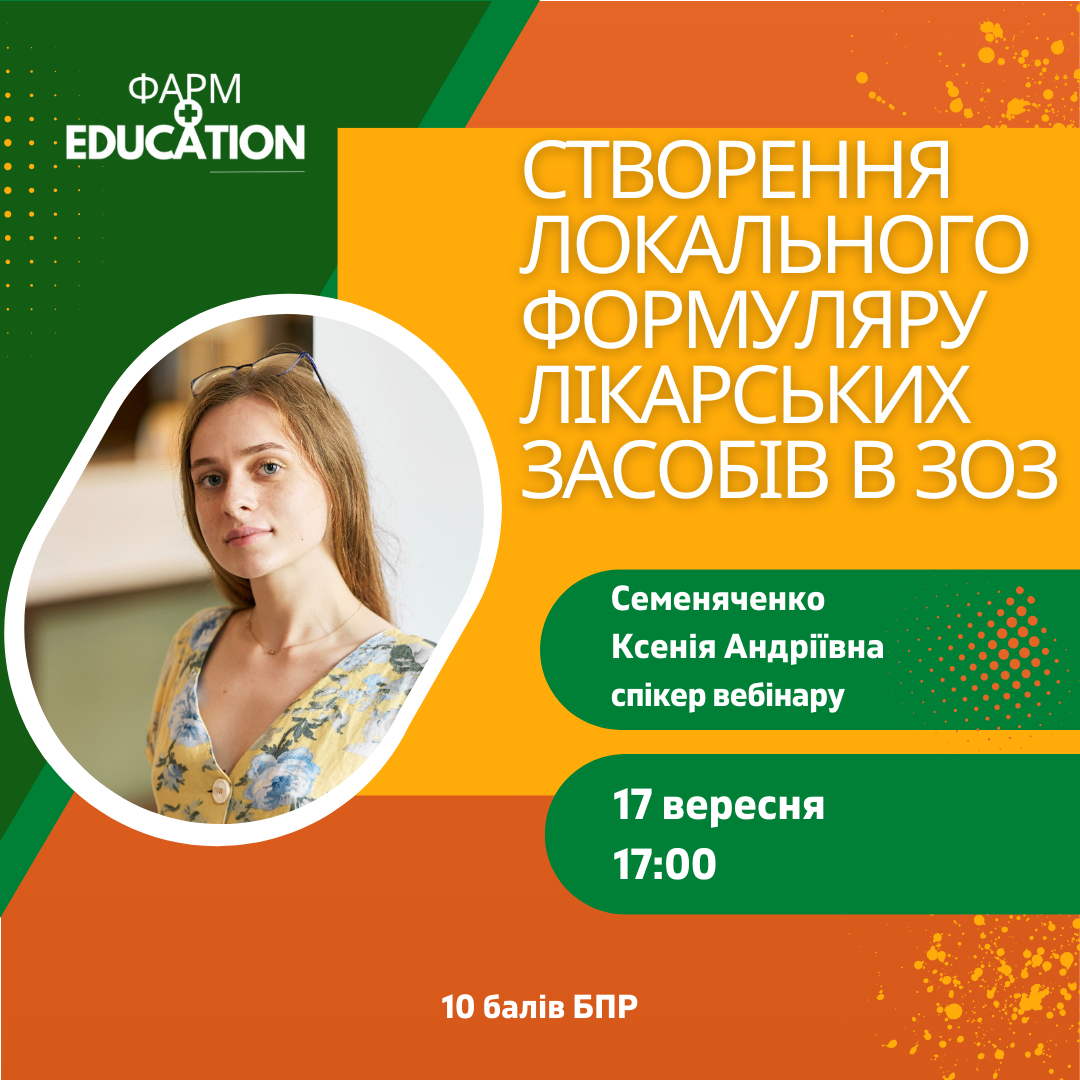 ФАРМ
EDUCATION
СТВОРЕННЯ
ЛОКАЛЬНОГО
ФОРМУЛЯРУ
ЛІКАРСЬКИХ
ЗАСОБІВ В ЗОЗ
Семеняченко
Ксенія Андріївна
спікер вебінару
17 вересня
17:00
10 балів БПР